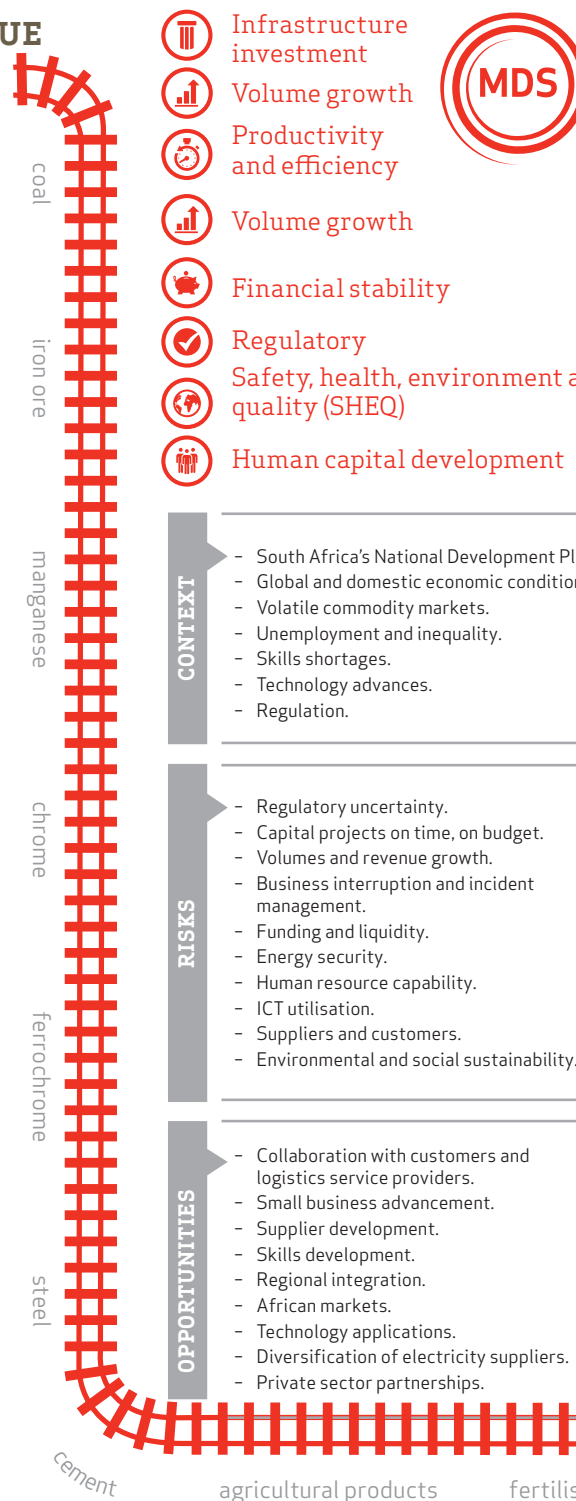 UE
Infrastructure
investment
MDS
Volume growth
Productivity
and efficiency
Volume growth
Financial stability
Regulatory
Safety, health, environment a
quality (SHEQ)
Human capital development
CONTEXT
– South Africa's National Development Pl
– Global and domestic economic condition
– Volatile commodity markets.
– Unemployment and inequality.
– Skills shortages.
– Technology advances.
– Regulation.
RISKS
– Regulatory uncertainty.
– Capital projects on time, on budget.
– Volumes and revenue growth.
– Business interruption and incident
management.
– Funding and liquidity.
– Energy security.
– Human resource capability.
– ICT utilisation.
– Suppliers and customers.
– Environmental and social sustainability.
OPPORTUNITIES
– Collaboration with customers and
logistics service providers.
– Small business advancement.
– Supplier development.
– Skills development.
– Regional integration.
– African markets.
– Technology applications.
– Diversification of electricity suppliers.
– Private sector partnerships.
coal
iron ore
manganese
chrome
ferrochrome
steel
cement
agricultural products
fertilis